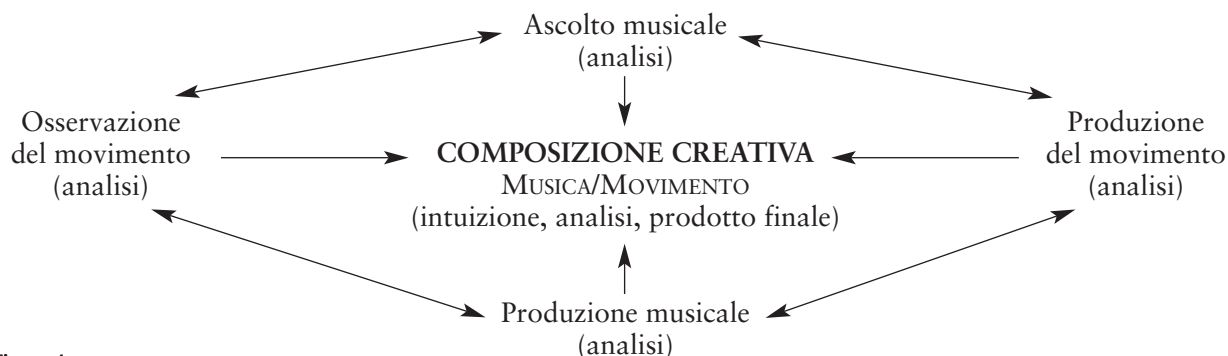 Ascolto musicale
(analisi)
Osservazione
del movimento
(analisi)
COMPOSIZIONE CREATIVA
MUSICA/MOVIMENTO
(intuizione, analisi, prodotto finale)
Produzione
del movimento
(analisi)
Produzione musicale
(analisi)